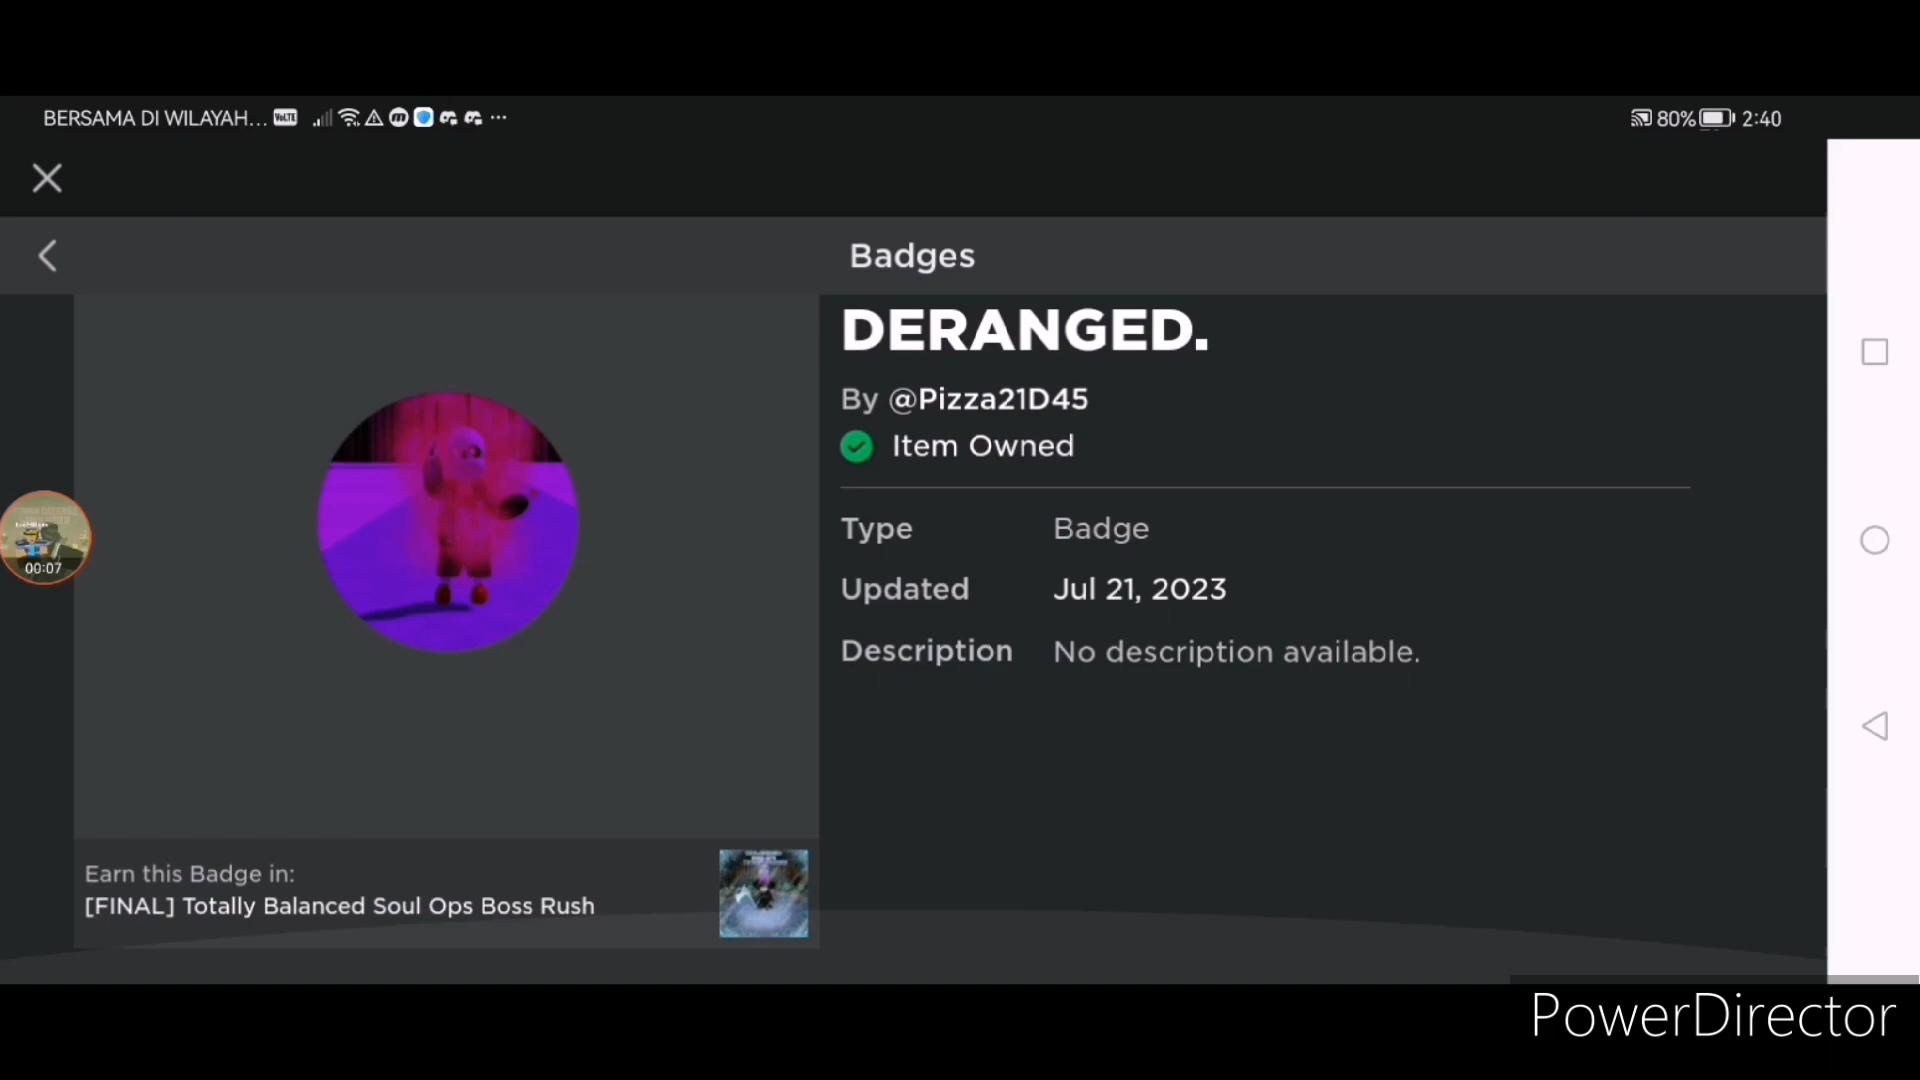 BERSAMA DI WILAYAH... VoLTE
80% 2:40
Badges
DERANGED.
By @Pizza21D45
Item Owned
Type Badge
Updated Jul 21, 2023
Description No description available.
00:07
Earn this Badge in:
[FINAL] Totally Balanced Soul Ops Boss Rush
PowerDirector